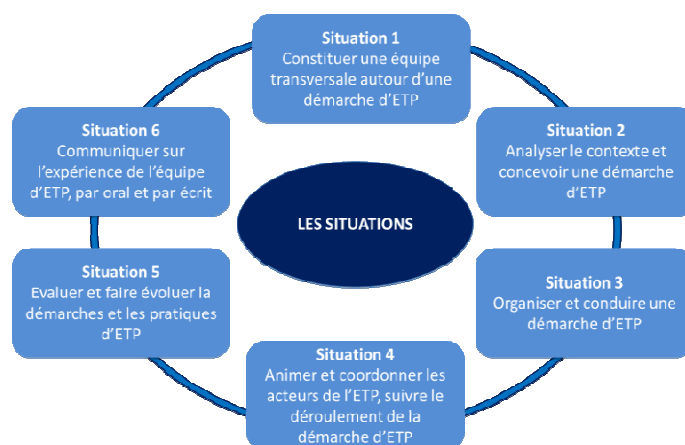 Situation 1
Constituer une équipe
transversale autour d'une
démarche d'ETP
Situation 2
Analyser le contexte et
concevoir une démarche
d'ETP
Situation 3
Organiser et conduire une
démarche d'ETP
Situation 4
Animer et coordonner les
acteurs de l'ETP, suivre le
déroulement de la
démarche d'ETP
Situation 5
Evaluer et faire évoluer la
démarches et les pratiques
d'ETP
Situation 6
Communiquer sur
l'expérience de l'équipe
d'ETP, par oral et par écrit
LES SITUATIONS